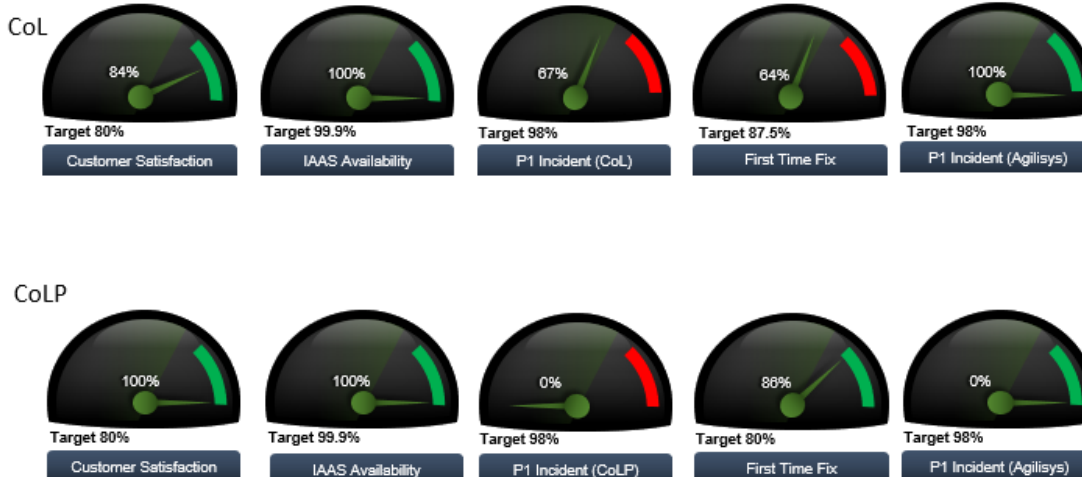 CoL
84% 100% 67% 64% 100%
Target 80% Target 99.9% Target 98% Target 87.5% Target 98%
Customer Satisfaction IAAS Availability P1 Incident (CoL) First Time Fix P1 Incident (Agilisys)
CoLP
100% 100% 0% 86% 0%
Target 80% Target 99.9% Target 98% Target 80% Target 98%
Customer Satisfaction IAAS Availability P1 Incident (CoLP) First Time Fix P1 Incident (Agilisys)